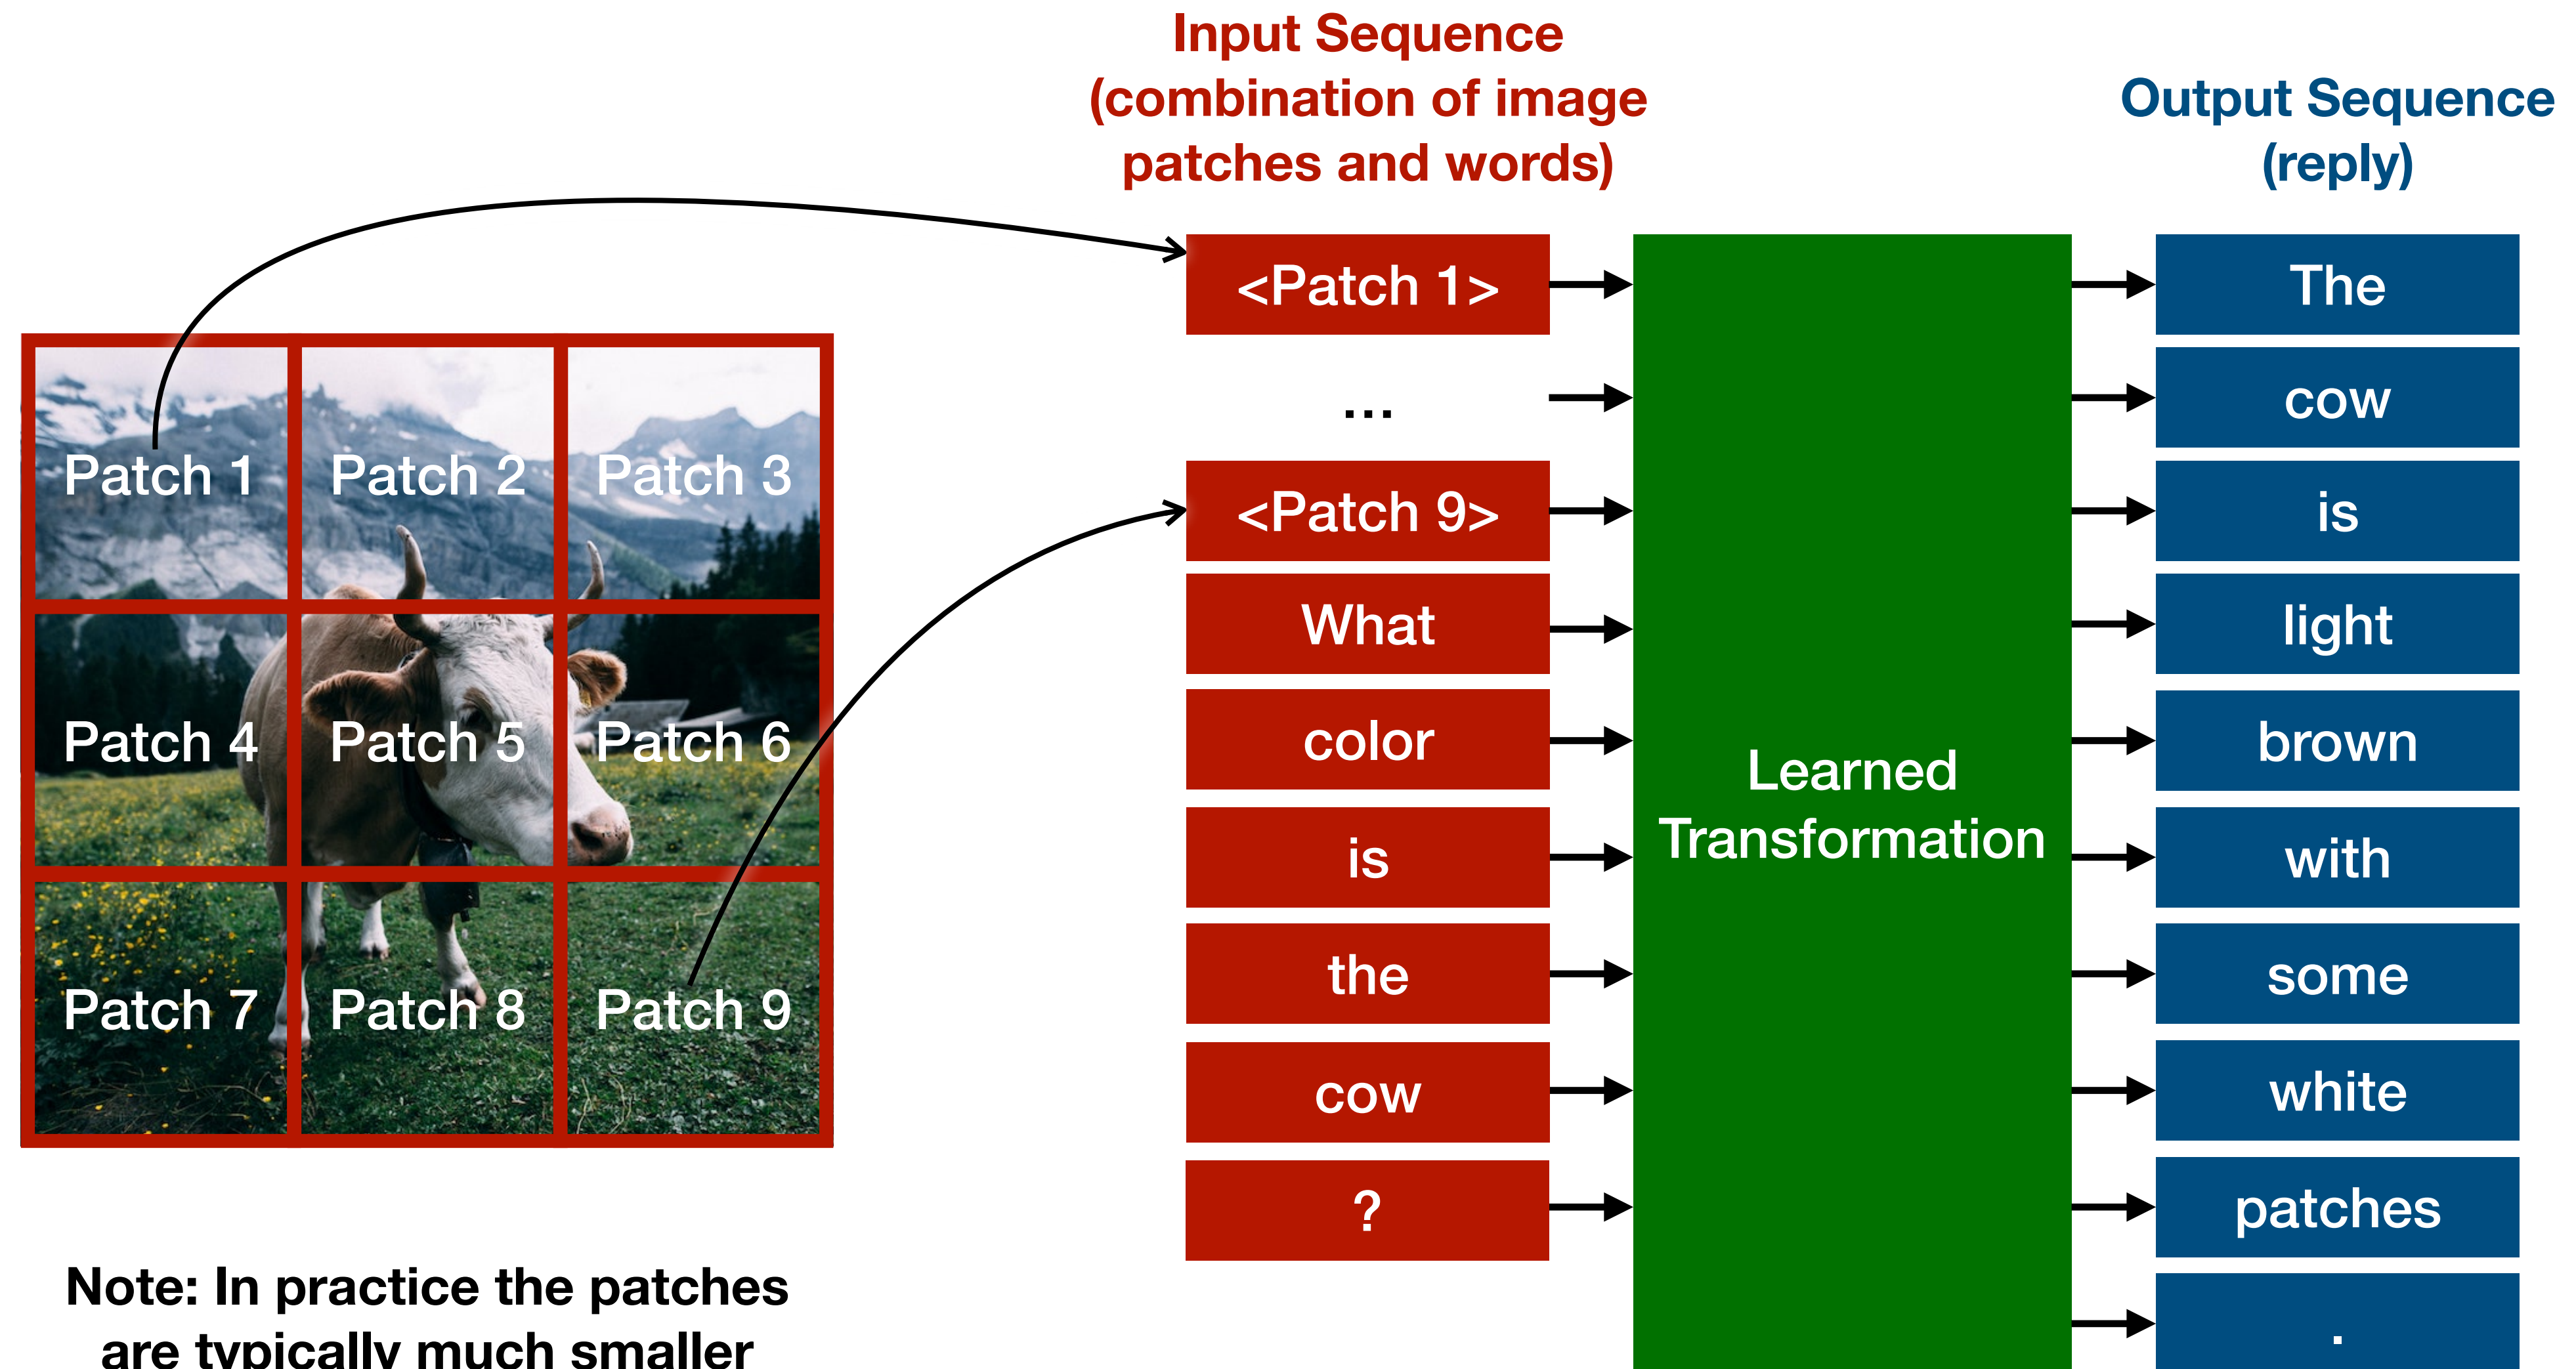 Input Sequence
(combination of image
patches and words)
Output Sequence
(reply)
Patch 1
Patch 2
Patch 3
Patch 4
Patch 5
Patch 6
Patch 7
Patch 8
Patch 9
Note: In practice the patches
are typically much smaller
<Patch 1>
...
<Patch 9>
What
color
is
the
cow
?
Learned
Transformation
The
cow
is
light
brown
with
some
white
patches
.